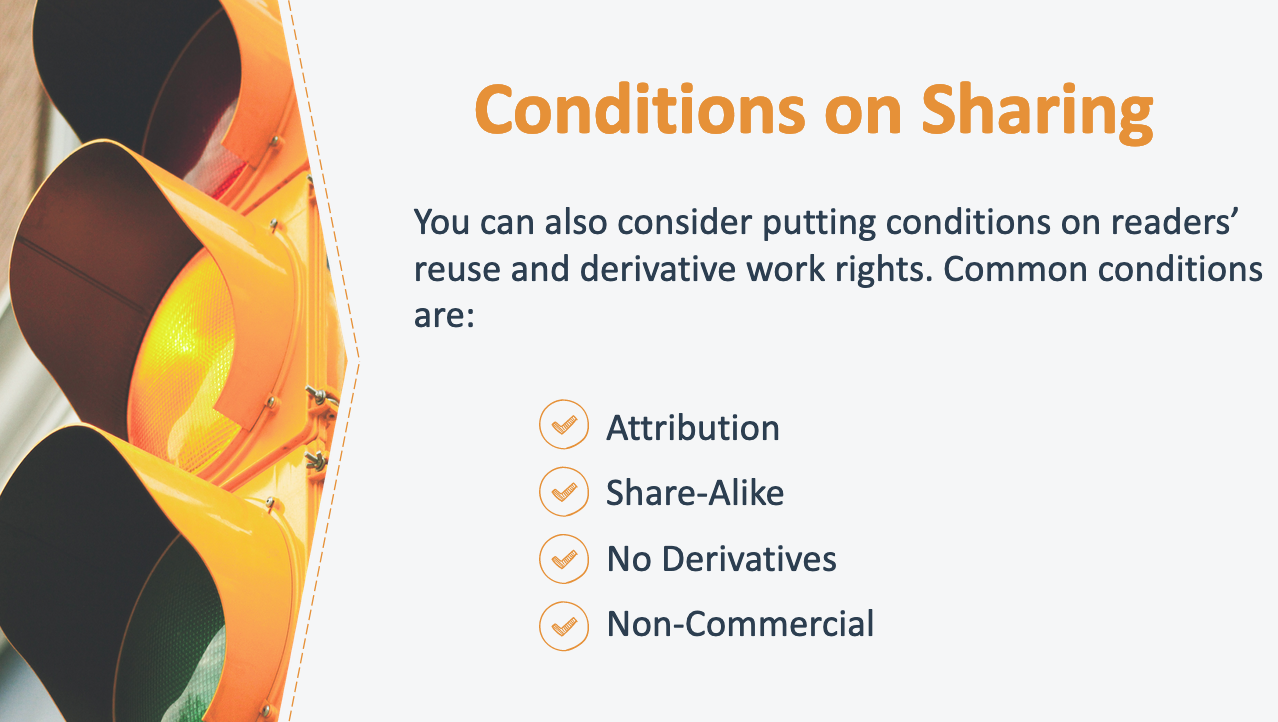 Conditions on Sharing
You can also consider putting conditions on readers’
reuse and derivative work rights. Common conditions
are:
Attribution
Share-Alike
No Derivatives
Non-Commercial